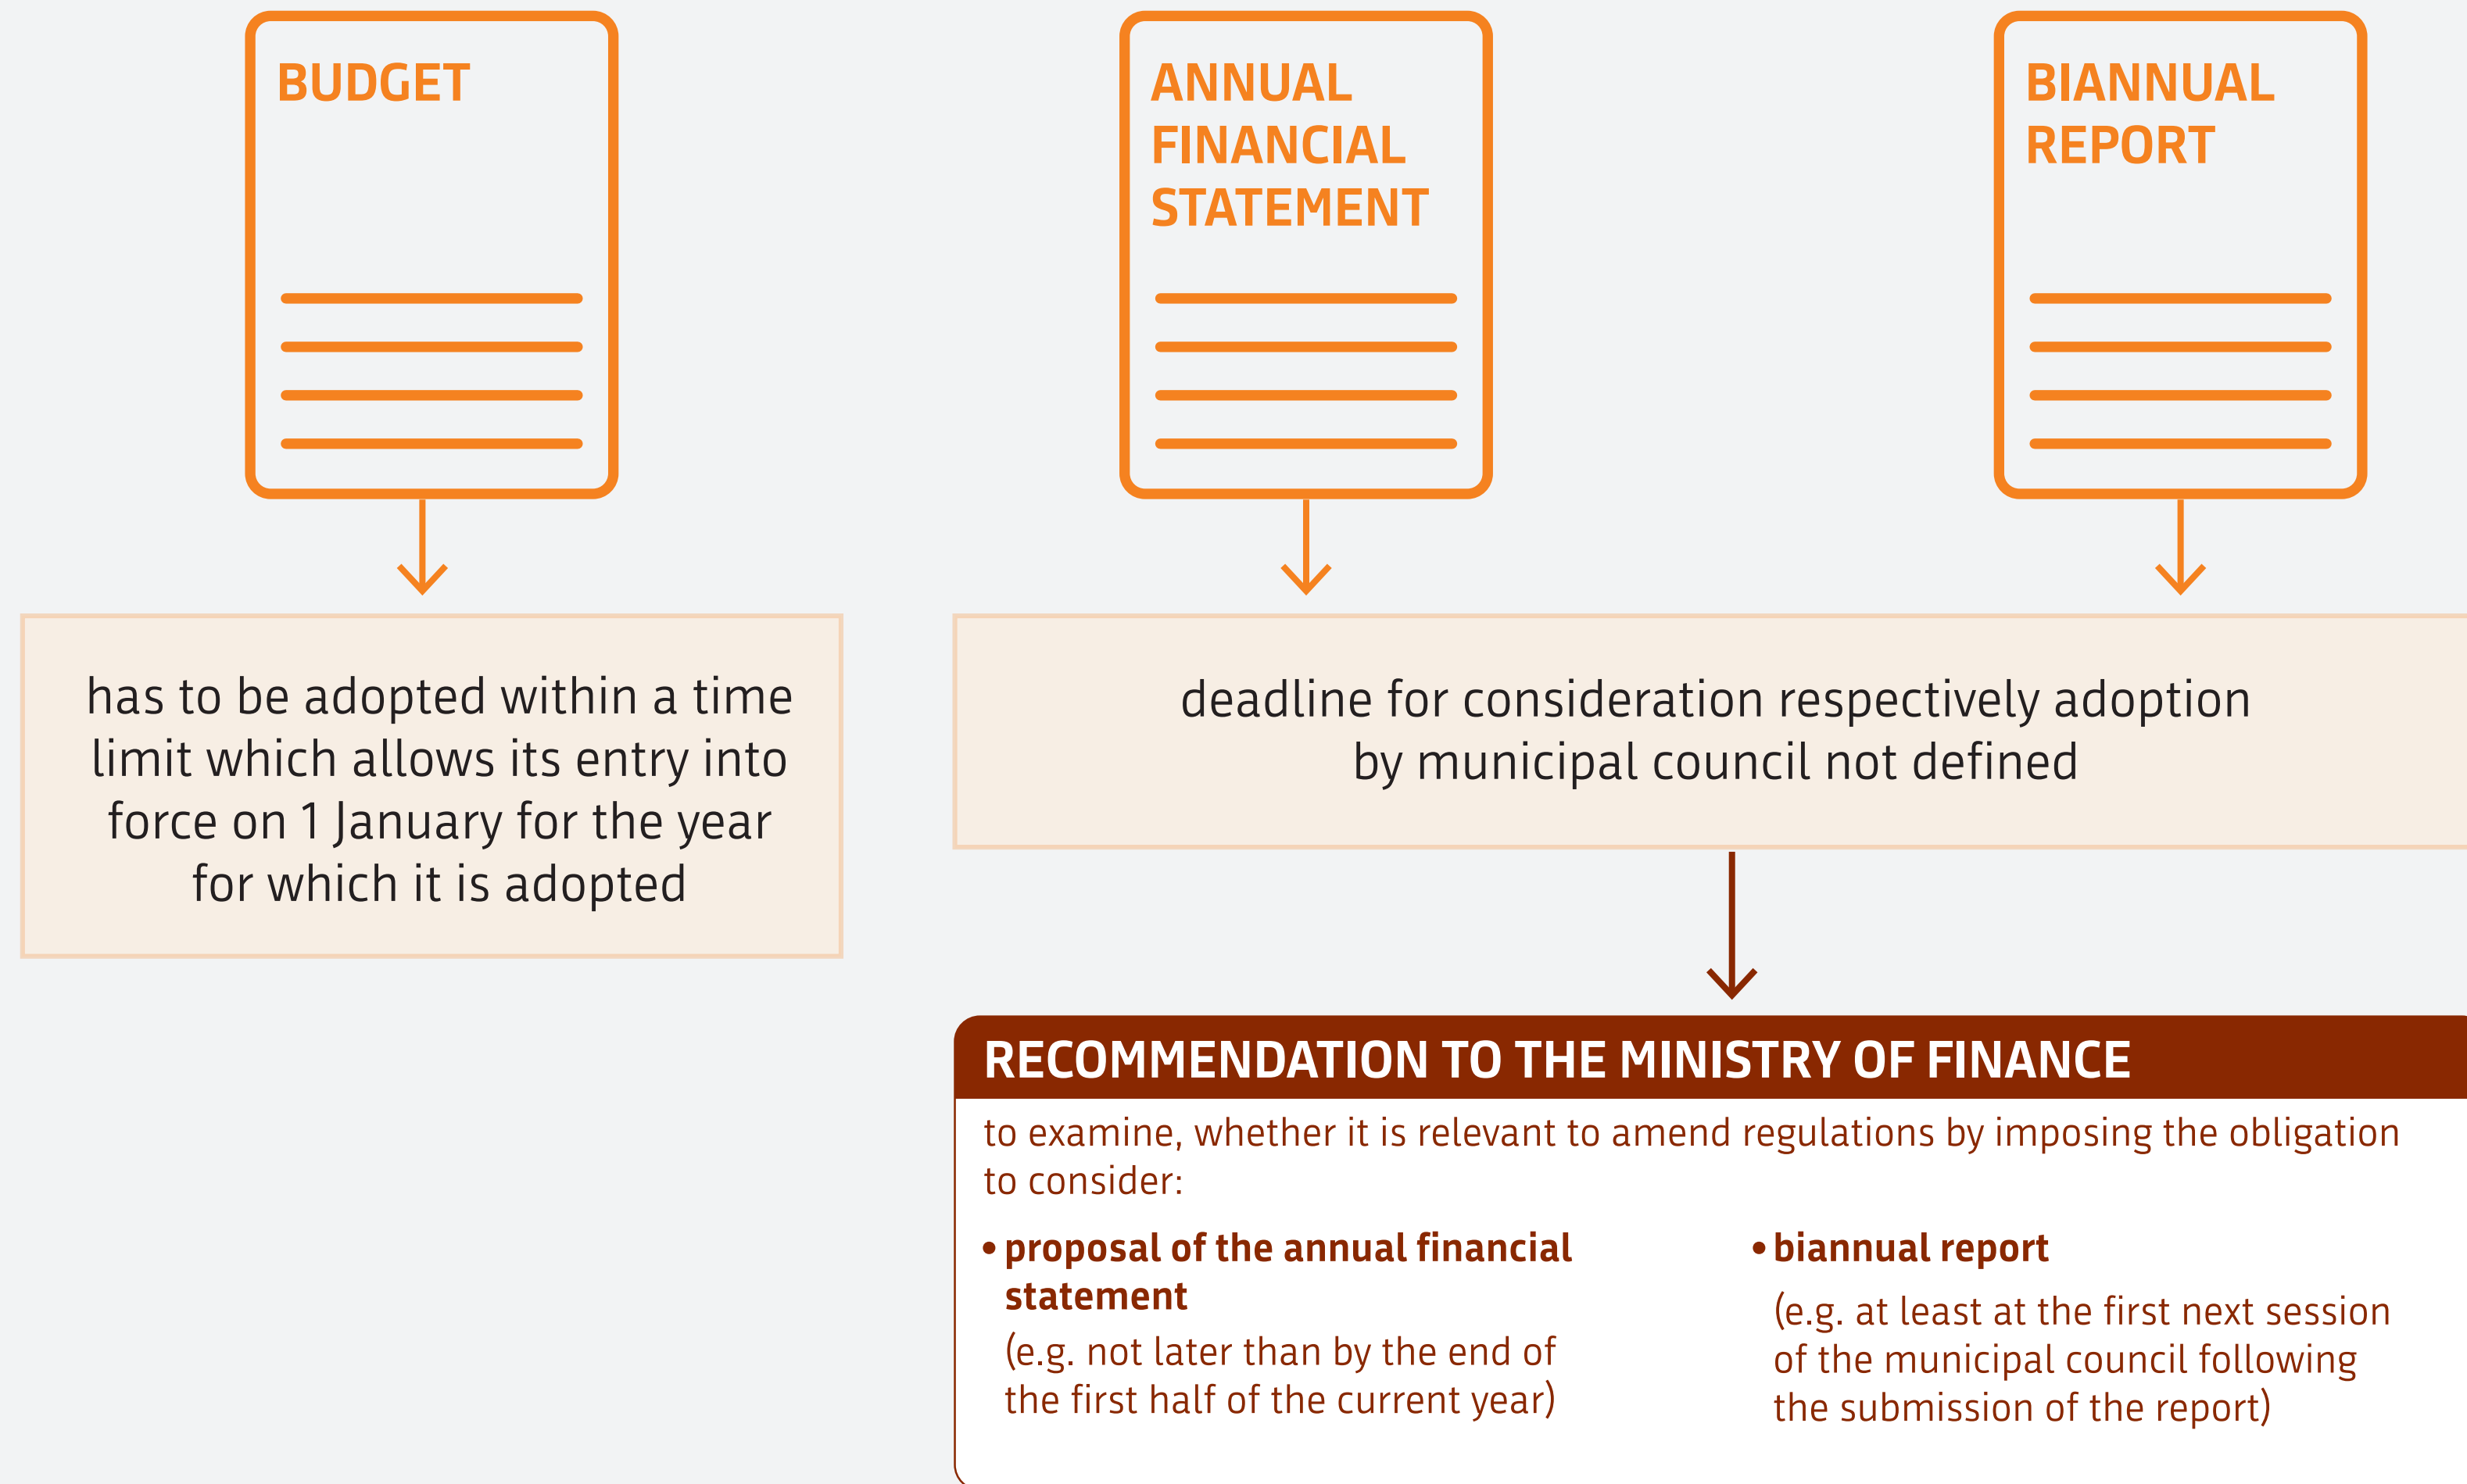 BUDGET
ANNUAL
FINANCIAL
STATEMENT
BIANNUAL
REPORT
has to be adopted within a time
limit which allows its entry into
force on 1 January for the year
for which it is adopted
deadline for consideration respectively adoption
by municipal council not defined
RECOMMENDATION TO THE MINISTRY OF FINANCE
to examine, whether it is relevant to amend regulations by imposing the obligation
to consider:
• proposal of the annual financial
statement
(e.g. not later than by the end of
the first half of the current year)
• biannual report
(e.g. at least at the first next session
of the municipal council following
the submission of the report)